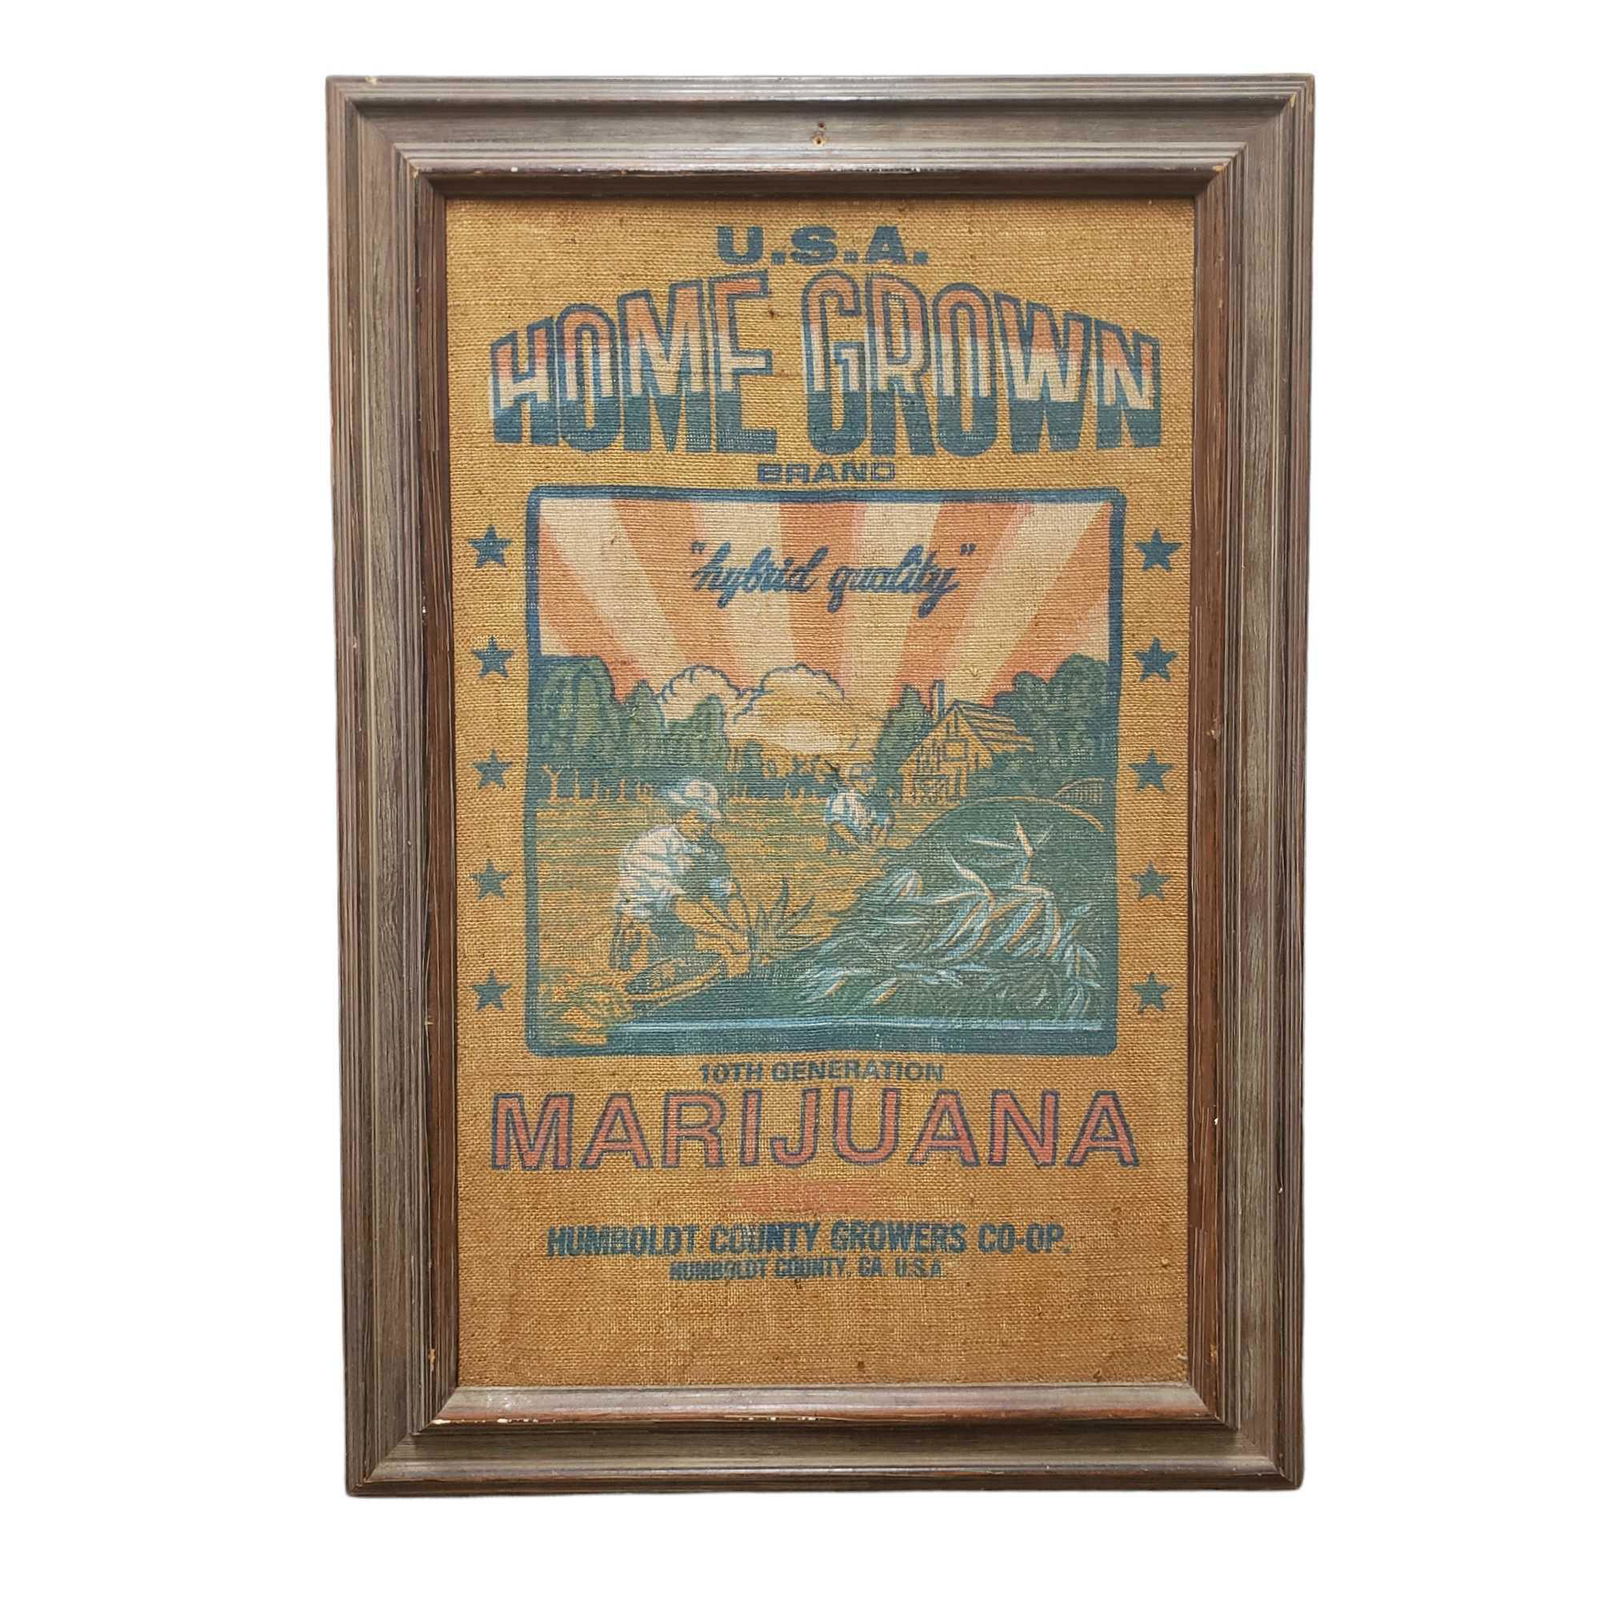 U.S.A.
HOME GROWN
BRAND
"hybrid quality"
10TH GENERATION
MARIJUANA
HUMBOLDT COUNTY GROWERS CO-OP.
HUMBOLDT COUNTY, CA. U.S.A.